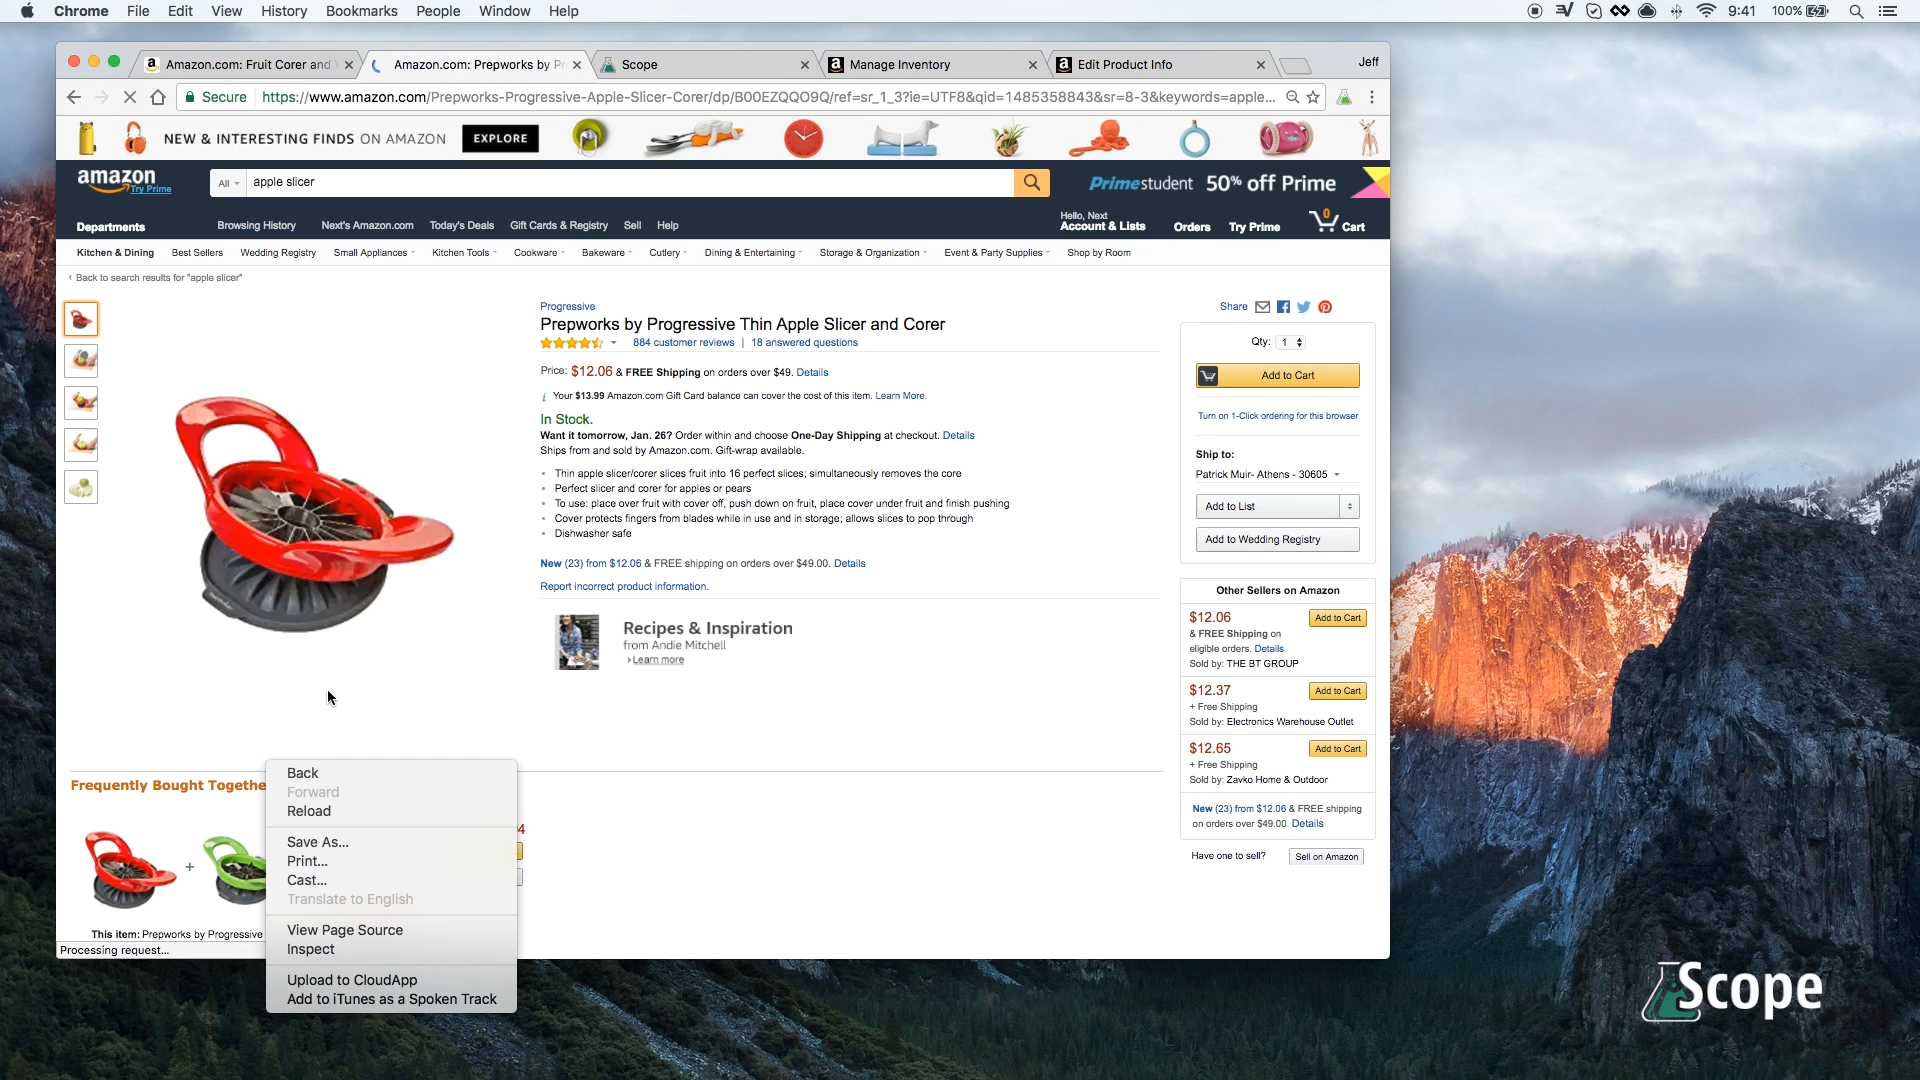 Chrome File Edit View History Bookmarks People Window Help 9:41 100%
Amazon.com: Fruit Corer and
Amazon.com: Prepworks by Pr
Scope
Manage Inventory
Edit Product Info
Jeff
Secure https://www.amazon.com/Prepworks-Progressive-Apple-Slicer-Corer/dp/B00EZQQO9Q/ref=sr_1_3?ie=UTF8&qid=1485358843&sr=8-3&keywords=apple...
NEW & INTERESTING FINDS ON AMAZON EXPLORE
amazon
Try Prime
All apple slicer
Prime student 50% off Prime
Departments
Browsing History Next's Amazon.com Today's Deals Gift Cards & Registry Sell Help
Hello, Next
Account & Lists Orders Try Prime 0 Cart
Kitchen & Dining Best Sellers Wedding Registry Small Appliances Kitchen Tools Cookware Bakeware Cutlery Dining & Entertaining Storage & Organization Event & Party Supplies Shop by Room
‹ Back to search results for "apple slicer"
Progressive
Prepworks by Progressive Thin Apple Slicer and Corer
884 customer reviews | 18 answered questions
Price: $12.06 & FREE Shipping on orders over $49. Details
i Your $13.99 Amazon.com Gift Card balance can cover the cost of this item. Learn More.
In Stock.
Want it tomorrow, Jan. 26? Order within and choose One-Day Shipping at checkout. Details
Ships from and sold by Amazon.com. Gift-wrap available.
• Thin apple slicer/corer slices fruit into 16 perfect slices; simultaneously removes the core
• Perfect slicer and corer for apples or pears
• To use: place over fruit with cover off, push down on fruit, place cover under fruit and finish pushing
• Cover protects fingers from blades while in use and in storage; allows slices to pop through
• Dishwasher safe
New (23) from $12.06 & FREE shipping on orders over $49.00. Details
Report incorrect product information.
Recipes & Inspiration
from Andie Mitchell
› Learn more
Share
Qty: 1
Add to Cart
Turn on 1-Click ordering for this browser
Ship to:
Patrick Muir- Athens - 30605
Add to List
Add to Wedding Registry
Other Sellers on Amazon
$12.06 Add to Cart
& FREE Shipping on
eligible orders. Details
Sold by: THE BT GROUP
$12.37 Add to Cart
+ Free Shipping
Sold by: Electronics Warehouse Outlet
$12.65 Add to Cart
+ Free Shipping
Sold by: Zavko Home & Outdoor
New (23) from $12.06 & FREE shipping
on orders over $49.00. Details
Have one to sell? Sell on Amazon
Frequently Bought Togethe
+
4
This item: Prepworks by Progressive
Processing request...
Back
Forward
Reload
Save As...
Print...
Cast...
Translate to English
View Page Source
Inspect
Upload to CloudApp
Add to iTunes as a Spoken Track
Scope